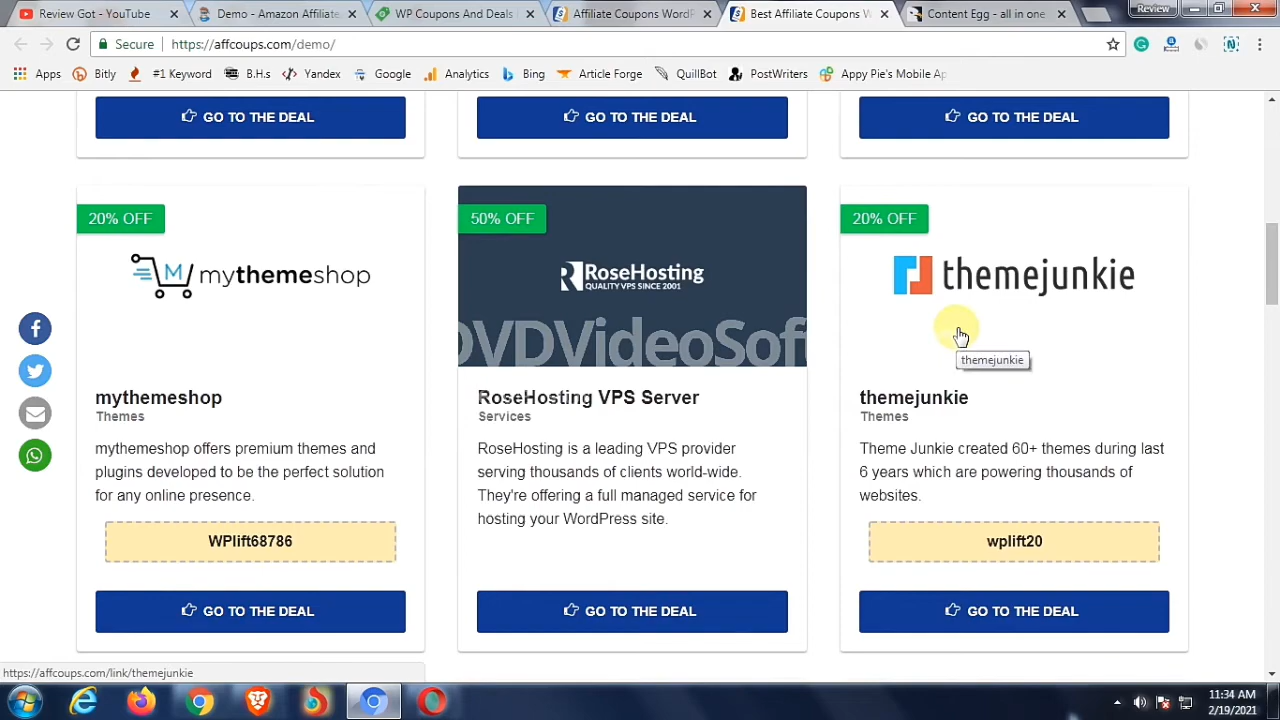 Review Got - YouTube
Demo - Amazon Affiliate
WP Coupon And Deals
Affiliate Coupons WordP
Best Affiliate Coupons W
Content Egg - all in one
Review
Secure
https://affcoups.com/demo/
Apps
Bitly
#1 Keyword
B.H.s
Yandex
Google
Analytics
Bing
Article Forge
QuillBot
PostWriters
Appy Pie's Mobile Ap
GO TO THE DEAL
GO TO THE DEAL
GO TO THE DEAL
20% OFF
mythemeshop
mythemeshop
Themes
mythemeshop offers premium themes and
plugins developed to be the perfect solution
for any online presence.
WPlift68786
GO TO THE DEAL
50% OFF
RoseHosting
QUALITY VPS SINCE 2001
DVDVideoSoft
RoseHosting VPS Server
Services
RoseHosting is a leading VPS provider
serving thousands of clients world-wide.
They're offering a full managed service for
hosting your WordPress site.
GO TO THE DEAL
20% OFF
themejunkie
themejunkie
themejunkie
Themes
Theme Junkie created 60+ themes during last
6 years which are powering thousands of
websites.
wplift20
GO TO THE DEAL
https://affcoups.com/link/themejunkie
11:34 AM
2/19/2021